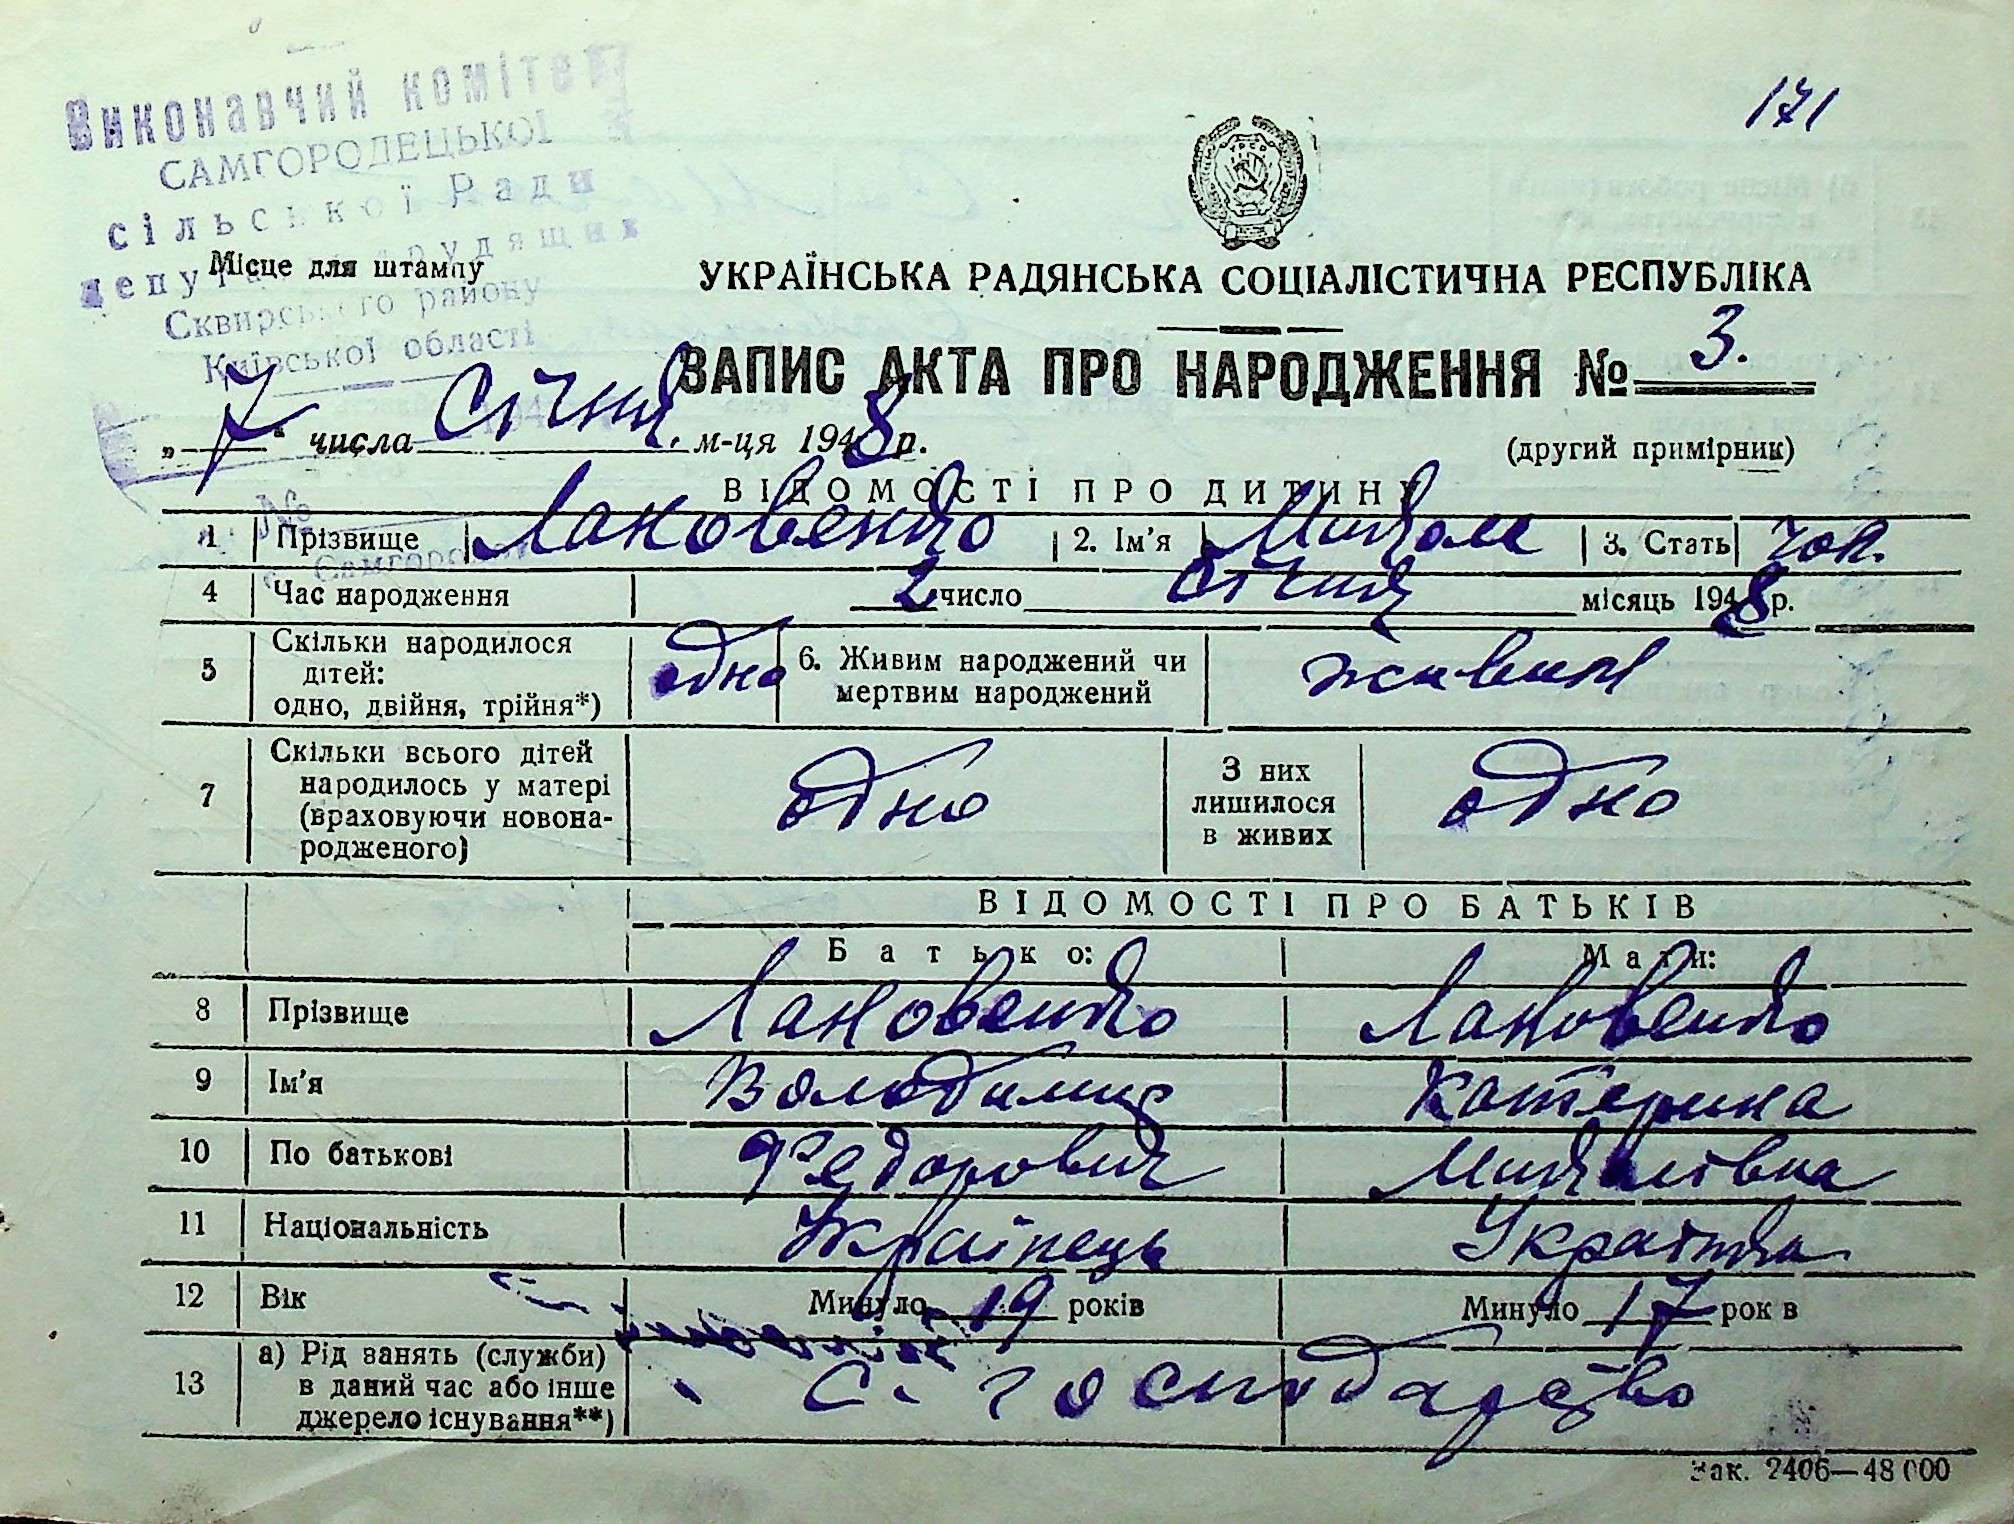 171
Виконавчий комітет
САМГОРОДЕЦЬКОЇ
сільської Ради
депутатів трудящих
Сквирського району
Київської області
Місце для штампу
УРСР
УКРАЇНСЬКА РАДЯНСЬКА СОЦІАЛІСТИЧНА РЕСПУБЛІКА
ЗАПИС АКТА ПРО НАРОДЖЕННЯ № 3.
„7“ числа Січня. м-ця 1948 р.
(другий примірник)
ВІДОМОСТІ ПРО ДИТИНУ
№
1 Прізвище Лановенко 2. Ім'я Михайло 3. Стать чол.
4 Час народження 2 число Січня місяць 1948 р.
5 Скільки народилося дітей: одно, двійня, трійня*) одно 6. Живим народжений чи мертвим народжений живим
7 Скільки всього дітей народилось у матері (враховуючи новонародженого) одно З них лишилося в живих одно
ВІДОМОСТІ ПРО БАТЬКІВ
Батько: Мати:
8 Прізвище Лановенко Лановенко
9 Ім'я Володимир Катерина
10 По батькові Федорович Михайлівна
11 Національність Українець Українка
12 Вік Минуло 19 років Минуло 17 рок в
13 а) Рід занять (служби) в даний час або інше джерело існування**) С. господарство
Зак. 2406—48 000